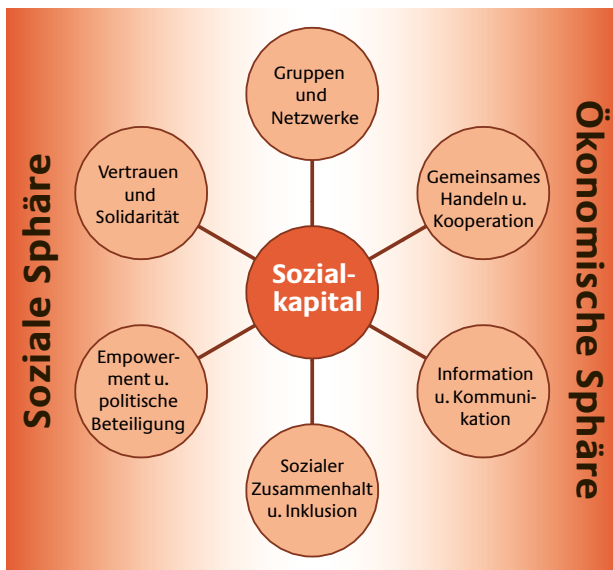 Soziale Sphäre
Gruppen
und
Netzwerke
Vertrauen
und
Solidarität
Gemeinsames
Handeln u.
Kooperation
Sozial-
kapital
Empower-
ment u.
politische
Beteiligung
Information
u. Kommuni-
kation
Sozialer
Zusammenhalt
u. Inklusion
Ökonomische Sphäre